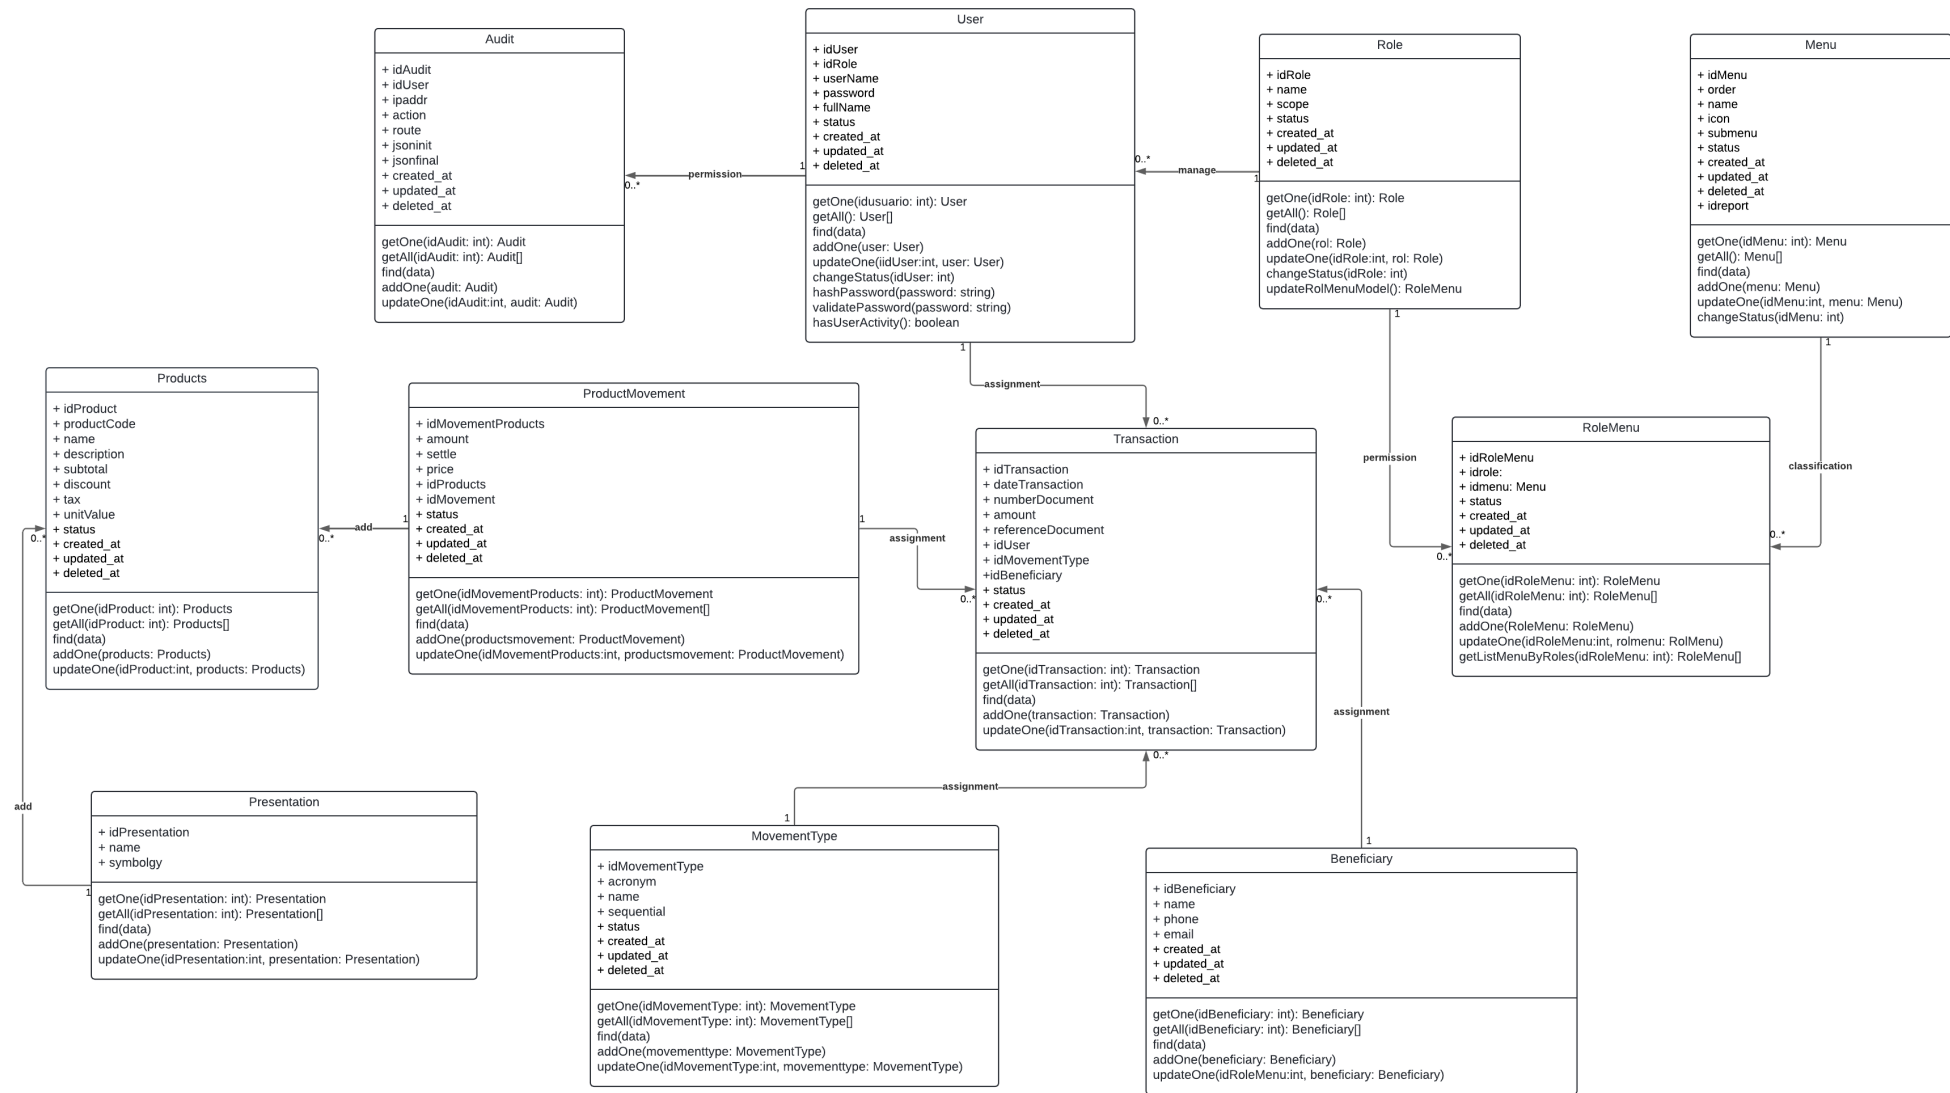 Audit
+ idAudit
+ idUser
+ ipaddr
+ action
+ route
+ jsoninit
+ jsonfinal
+ created_at
+ updated_at
+ deleted_at
getOne(idAudit: int): Audit
getAll(idAudit: int): Audit[]
find(data)
addOne(audit: Audit)
updateOne(idAudit:int, audit: Audit)
0..*
permission
1
User
+ idUser
+ idRole
+ userName
+ password
+ fullName
+ status
+ created_at
+ updated_at
+ deleted_at
getOne(idusuario: int): User
getAll(): User[]
find(data)
addOne(user: User)
updateOne(iidUser:int, user: User)
changeStatus(idUser: int)
hashPassword(password: string)
validatePassword(password: string)
hasUserActivity(): boolean
0..*
manage
1
Role
+ idRole
+ name
+ scope
+ status
+ created_at
+ updated_at
+ deleted_at
getOne(idRole: int): Role
getAll(): Role[]
find(data)
addOne(rol: Role)
updateOne(idRole:int, rol: Role)
changeStatus(idRole: int)
updateRolMenuModel(): RoleMenu
Menu
+ idMenu
+ order
+ name
+ icon
+ submenu
+ status
+ created_at
+ updated_at
+ deleted_at
+ idreport
getOne(idMenu: int): Menu
getAll(): Menu[]
find(data)
addOne(menu: Menu)
updateOne(idMenu:int, menu: Menu)
changeStatus(idMenu: int)
1
assignment
0..*
1
permission
0..*
1
classification
0..*
Products
+ idProduct
+ productCode
+ name
+ description
+ subtotal
+ discount
+ tax
+ unitValue
+ status
+ created_at
+ updated_at
+ deleted_at
getOne(idProduct: int): Products
getAll(idProduct: int): Products[]
find(data)
addOne(products: Products)
updateOne(idProduct:int, products: Products)
0..*
add
1
ProductMovement
+ idMovementProducts
+ amount
+ settle
+ price
+ idProducts
+ idMovement
+ status
+ created_at
+ updated_at
+ deleted_at
getOne(idMovementProducts: int): ProductMovement
getAll(idMovementProducts: int): ProductMovement[]
find(data)
addOne(productsmovement: ProductMovement)
updateOne(idMovementProducts:int, productsmovement: ProductMovement)
1
assignment
0..*
Transaction
+ idTransaction
+ dateTransaction
+ numberDocument
+ amount
+ referenceDocument
+ idUser
+ idMovementType
+idBeneficiary
+ status
+ created_at
+ updated_at
+ deleted_at
getOne(idTransaction: int): Transaction
getAll(idTransaction: int): Transaction[]
find(data)
addOne(transaction: Transaction)
updateOne(idTransaction:int, transaction: Transaction)
RoleMenu
+ idRoleMenu
+ idrole:
+ idmenu: Menu
+ status
+ created_at
+ updated_at
+ deleted_at
getOne(idRoleMenu: int): RoleMenu
getAll(idRoleMenu: int): RoleMenu[]
find(data)
addOne(RoleMenu: RoleMenu)
updateOne(idRoleMenu:int, rolmenu: RolMenu)
getListMenuByRoles(idRoleMenu: int): RoleMenu[]
0..*
add
1
Presentation
+ idPresentation
+ name
+ symbolgy
getOne(idPresentation: int): Presentation
getAll(idPresentation: int): Presentation[]
find(data)
addOne(presentation: Presentation)
updateOne(idPresentation:int, presentation: Presentation)
0..*
assignment
1
MovementType
+ idMovementType
+ acronym
+ name
+ sequential
+ status
+ created_at
+ updated_at
+ deleted_at
getOne(idMovementType: int): MovementType
getAll(idMovementType: int): MovementType[]
find(data)
addOne(movementtype: MovementType)
updateOne(idMovementType:int, movementtype: MovementType)
0..*
assignment
1
Beneficiary
+ idBeneficiary
+ name
+ phone
+ email
+ created_at
+ updated_at
+ deleted_at
getOne(idBeneficiary: int): Beneficiary
getAll(idBeneficiary: int): Beneficiary[]
find(data)
addOne(beneficiary: Beneficiary)
updateOne(idRoleMenu:int, beneficiary: Beneficiary)